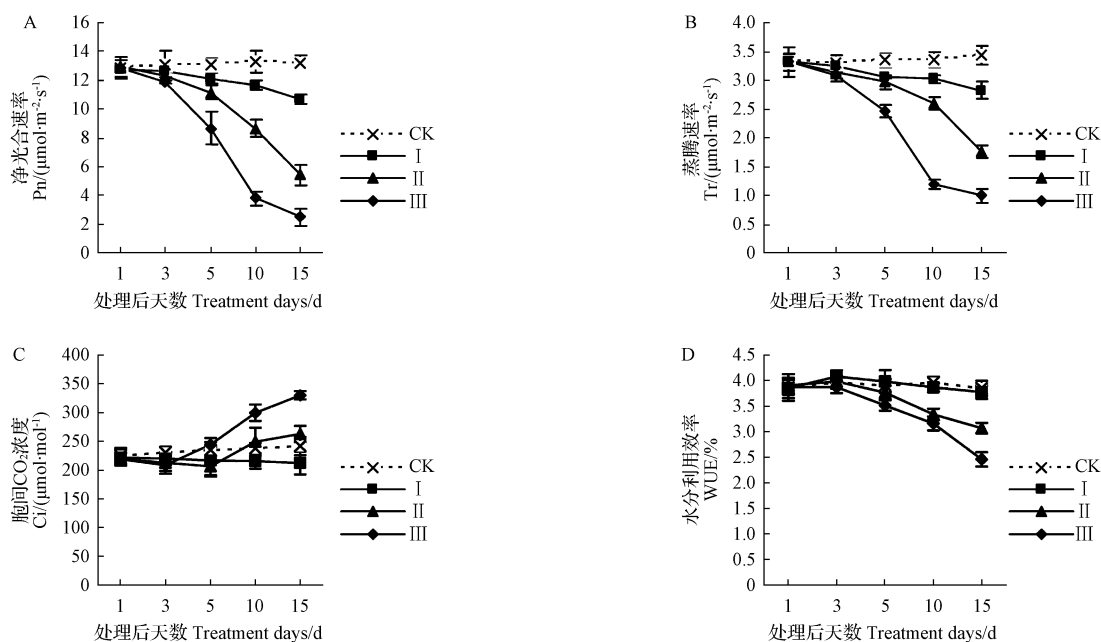 A
净光合速率
Pn/(μmol·m⁻²·s⁻¹)
16
14
12
10
8
6
4
2
0
1 3 5 10 15
处理后天数 Treatment days/d
CK
Ⅰ
Ⅱ
Ⅲ
B
蒸腾速率
Tr/(μmol·m⁻²·s⁻¹)
4.0
3.5
3.0
2.5
2.0
1.5
1.0
0.5
0
1 3 5 10 15
处理后天数 Treatment days/d
CK
Ⅰ
Ⅱ
Ⅲ
C
胞间CO₂浓度
Ci/(μmol·mol⁻¹)
400
350
300
250
200
150
100
50
0
1 3 5 10 15
处理后天数 Treatment days/d
CK
Ⅰ
Ⅱ
Ⅲ
D
水分利用效率
WUE/%
4.5
4.0
3.5
3.0
2.5
2.0
1.5
1.0
0.5
0
1 3 5 10 15
处理后天数 Treatment days/d
CK
Ⅰ
Ⅱ
Ⅲ